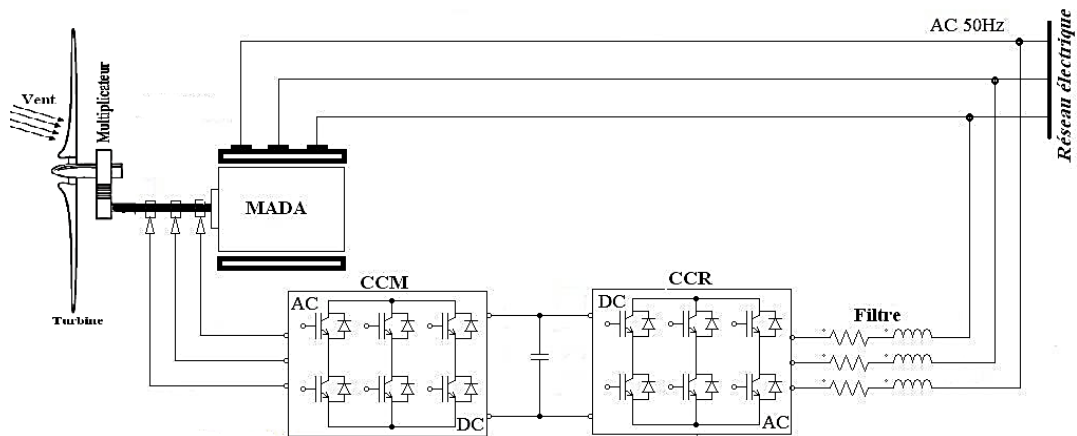 AC 50Hz
Réseau électrique
Vent
Multiplicateur
MADA
Turbine
CCM
AC
DC
CCR
DC
AC
Filtre